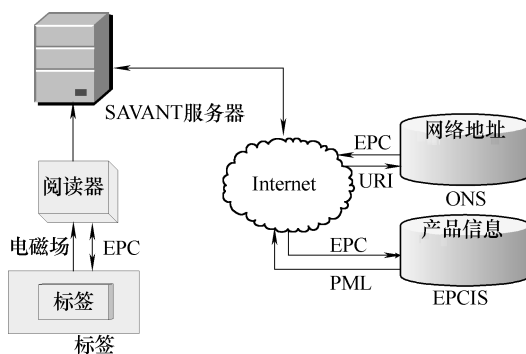 SAVANT服务器
阅读器
电磁场
EPC
标签
标签
Internet
EPC
URI
网络地址
ONS
EPC
PML
产品信息
EPCIS